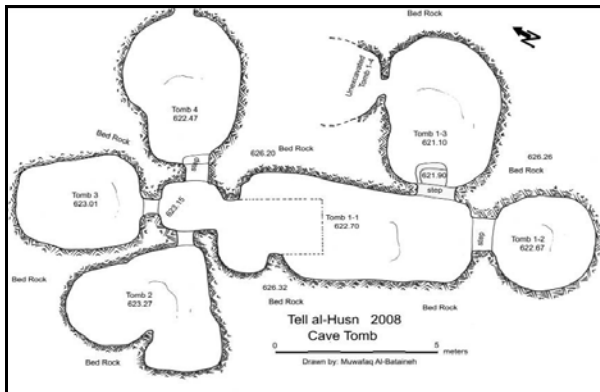 Bed Rock
N
Tomb 4
622.47
Unexcavated
Tomb 1-4
Tomb 1-3
621.10
Bed Rock
626.20
Bed Rock
626.26
step
621.90
Bed Rock
step
Tomb 3
623.01
623.15
Tomb 1-1
622.70
step
Tomb 1-2
622.67
Bed Rock
Tomb 2
623.27
626.32
Bed Rock
Bed Rock
Tell al-Husn 2008
Cave Tomb
0 5
meters
Drawn by: Muwafaq Al-Bataineh
Bed Rock